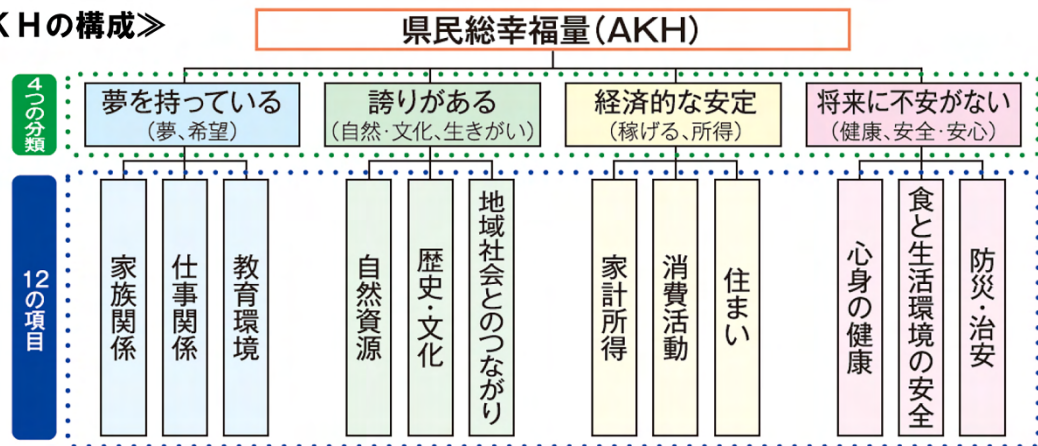 KHの構成≫
県民総幸福量(AKH)
4つの分類
夢を持っている
(夢、希望)
誇りがある
(自然・文化、生きがい)
経済的な安定
(稼げる、所得)
将来に不安がない
(健康、安全・安心)
12の項目
家族関係
仕事関係
教育環境
自然資源
歴史・文化
地域社会とのつながり
家計所得
消費活動
住まい
心身の健康
食と生活環境の安全
防災・治安